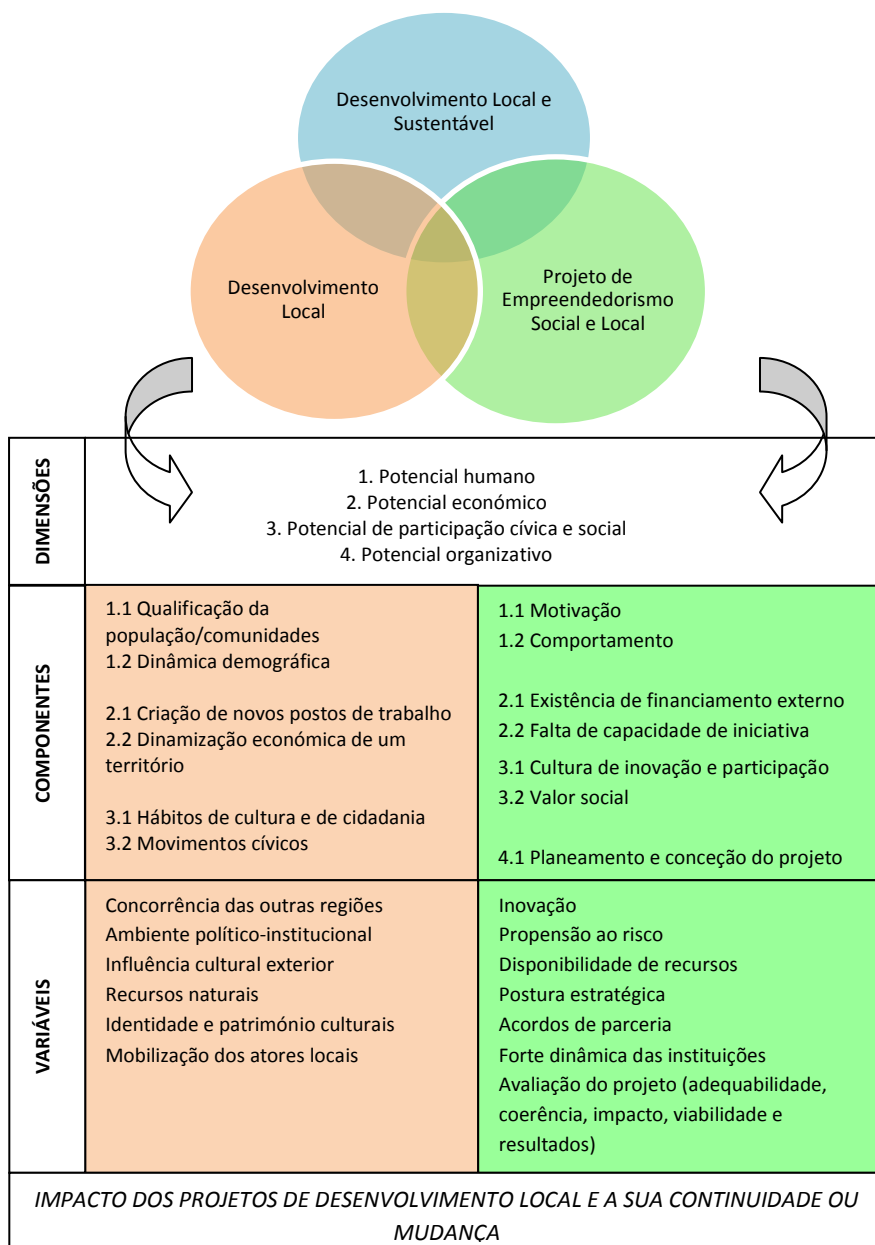 Desenvolvimento Local e
Sustentável
Desenvolvimento
Local
Projeto de
Empreendedorismo
Social e Local
DIMENSÕES
1. Potencial humano
2. Potencial económico
3. Potencial de participação cívica e social
4. Potencial organizativo
COMPONENTES
1.1 Qualificação da
população/comunidades
1.2 Dinâmica demográfica
2.1 Criação de novos postos de trabalho
2.2 Dinamização económica de um
território
3.1 Hábitos de cultura e de cidadania
3.2 Movimentos cívicos
1.1 Motivação
1.2 Comportamento
2.1 Existência de financiamento externo
2.2 Falta de capacidade de iniciativa
3.1 Cultura de inovação e participação
3.2 Valor social
4.1 Planeamento e conceção do projeto
VARIÁVEIS
Concorrência das outras regiões
Ambiente político-institucional
Influência cultural exterior
Recursos naturais
Identidade e património culturais
Mobilização dos atores locais
Inovação
Propensão ao risco
Disponibilidade de recursos
Postura estratégica
Acordos de parceria
Forte dinâmica das instituições
Avaliação do projeto (adequabilidade,
coerência, impacto, viabilidade e
resultados)
IMPACTO DOS PROJETOS DE DESENVOLVIMENTO LOCAL E A SUA CONTINUIDADE OU
MUDANÇA